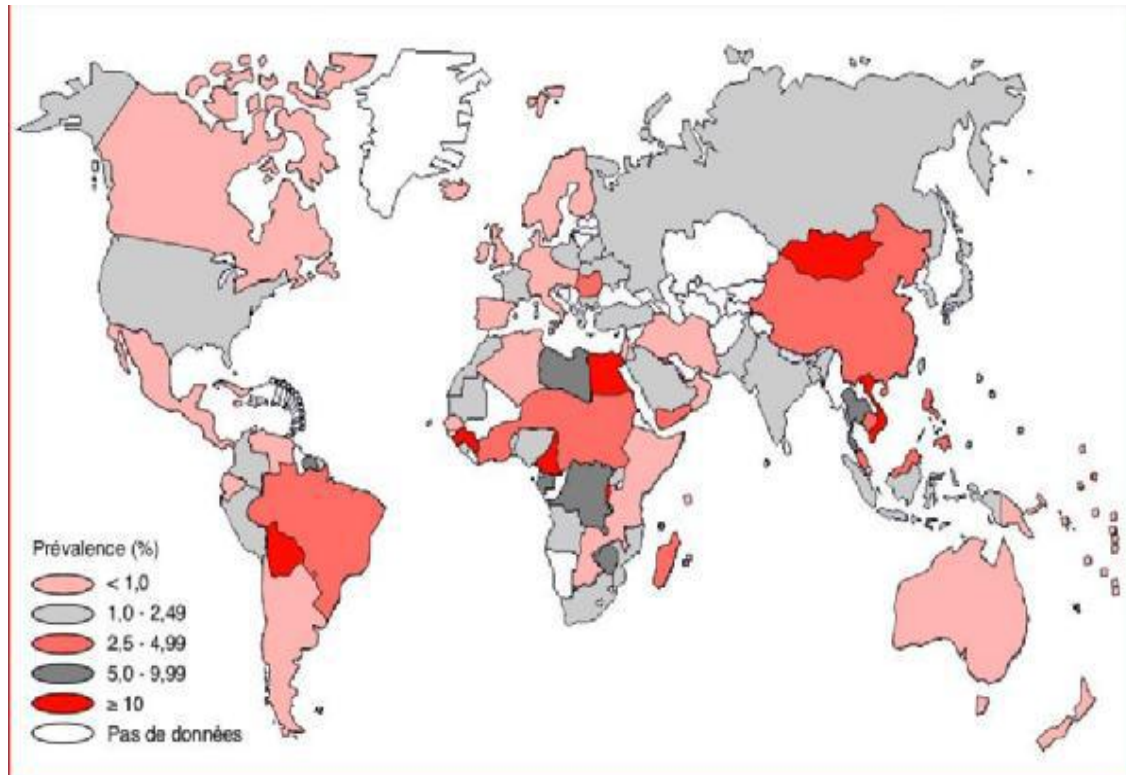 Prévalence (%)
< 1,0
1,0 - 2,49
2,5 - 4,99
5,0 - 9,99
≥ 10
Pas de données